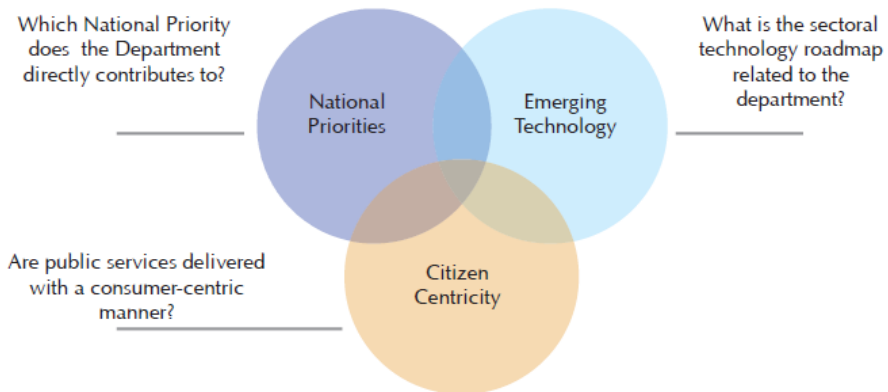 Which National Priority
does the Department
directly contributes to?
National
Priorities
Emerging
Technology
What is the sectoral
technology roadmap
related to the
department?
Are public services delivered
with a consumer-centric
manner?
Citizen
Centricity